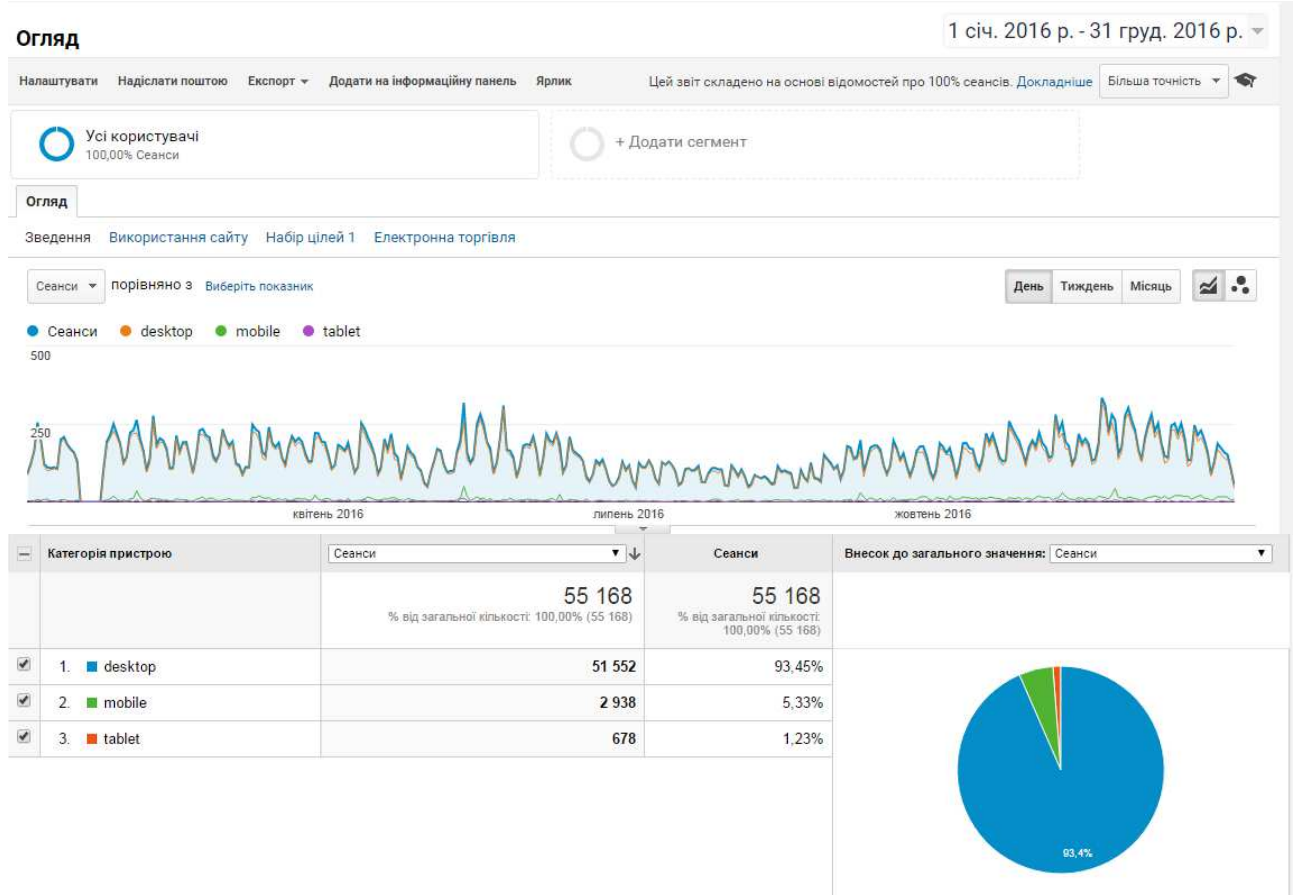 Огляд
1 січ. 2016 р. - 31 груд. 2016 р.
Налаштувати Надіслати поштою Експорт Додати на інформаційну панель Ярлик Цей звіт складено на основі відомостей про 100% сеансів. Докладніше Більша точність
Усі користувачі
100,00% Сеанси
+ Додати сегмент
Огляд
Зведення Використання сайту Набір цілей 1 Електронна торгівля
Сеанси порівняно з Виберіть показник День Тиждень Місяць
Сеанси desktop mobile tablet
500
250
квітень 2016 липень 2016 жовтень 2016
Категорія пристрою Сеанси Сеанси Внесок до загального значення: Сеанси
55 168 55 168
% від загальної кількості: 100,00% (55 168) % від загальної кількості:
100,00% (55 168)
1. desktop 51 552 93,45%
2. mobile 2 938 5,33%
3. tablet 678 1,23%
93,4%